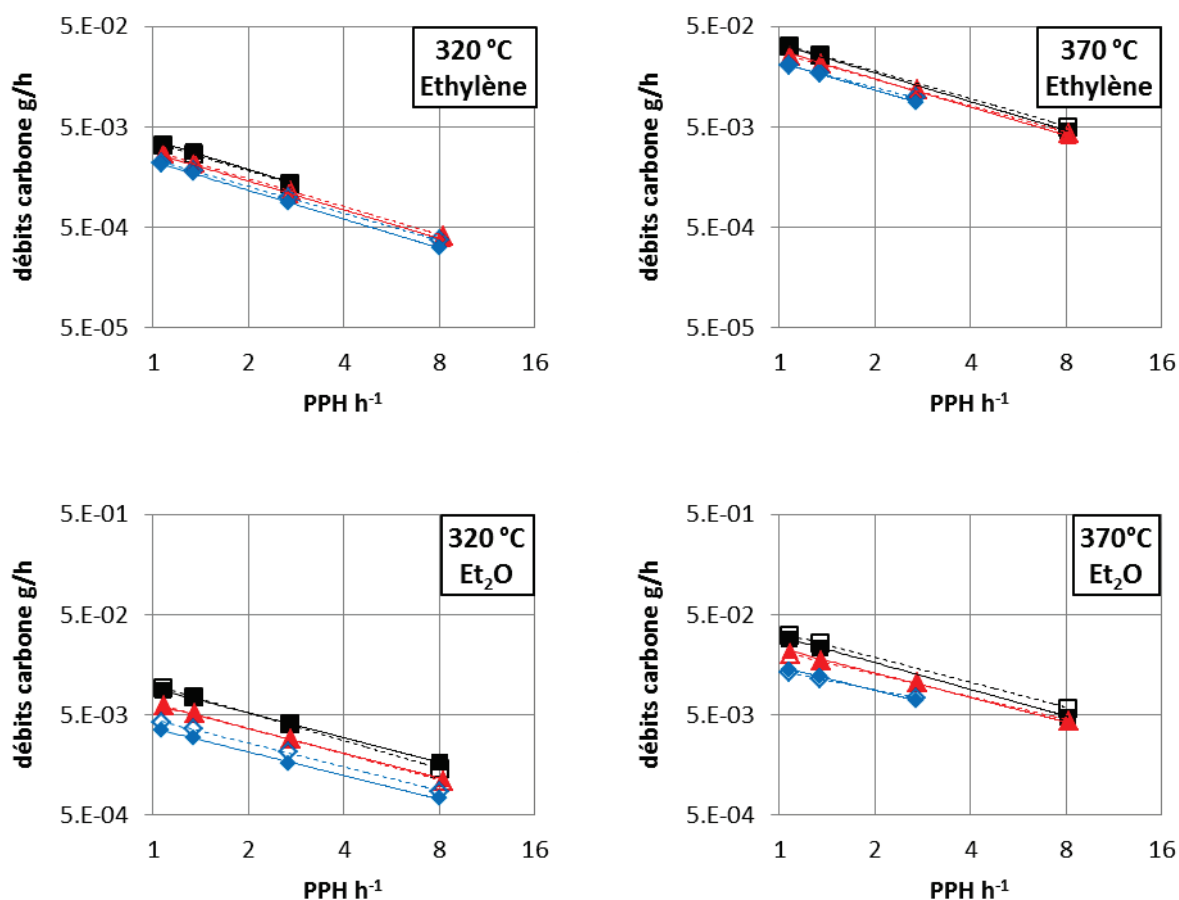 320 °C
Ethylène
débits carbone g/h
5.E-02
5.E-03
5.E-04
5.E-05
1 2 4 8 16
PPH h-1
370 °C
Ethylène
débits carbone g/h
5.E-02
5.E-03
5.E-04
5.E-05
1 2 4 8 16
PPH h-1
320 °C
Et2O
débits carbone g/h
5.E-01
5.E-02
5.E-03
5.E-04
1 2 4 8 16
PPH h-1
370°C
Et2O
débits carbone g/h
5.E-01
5.E-02
5.E-03
5.E-04
1 2 4 8 16
PPH h-1